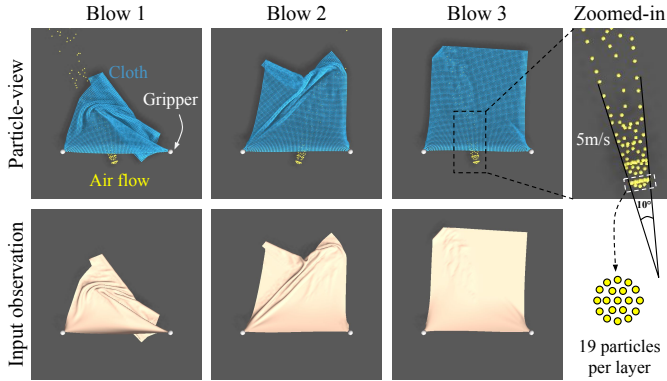 Blow 1
Blow 2
Blow 3
Zoomed-in
Particle-view
Cloth
Gripper
Air flow
5m/s
10°
Input observation
19 particles
per layer